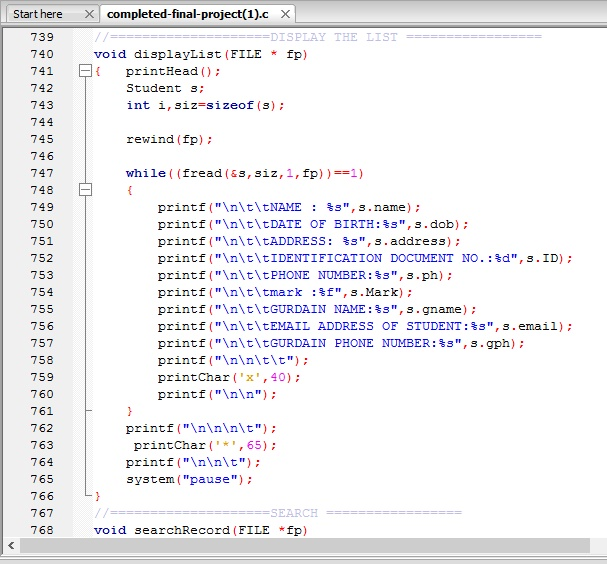 Start here completed-final-project(1).c
739 //====================DISPLAY THE LIST =================
740 void displayList(FILE * fp)
741 { printHead();
742 Student s;
743 int i,siz=sizeof(s);
744
745 rewind(fp);
746
747 while((fread(&s,siz,1,fp))==1)
748 {
749 printf("\n\t\tNAME : %s",s.name);
750 printf("\n\t\tDATE OF BIRTH:%s",s.dob);
751 printf("\n\t\tADDRESS: %s",s.address);
752 printf("\n\t\tIDENTIFICATION DOCUMENT NO.:%d",s.ID);
753 printf("\n\t\tPHONE NUMBER:%s",s.ph);
754 printf("\n\t\tmark :%f",s.Mark);
755 printf("\n\t\tGURDAIN NAME:%s",s.gname);
756 printf("\n\t\tEMAIL ADDRESS OF STUDENT:%s",s.email);
757 printf("\n\t\tGURDAIN PHONE NUMBER:%s",s.gph);
758 printf("\n\n\t\t");
759 printChar('x',40);
760 printf("\n\n");
761 }
762 printf("\n\n\n\t");
763 printChar('*',65);
764 printf("\n\n\t");
765 system("pause");
766 }
767 //====================SEARCH =================
768 void searchRecord(FILE *fp)